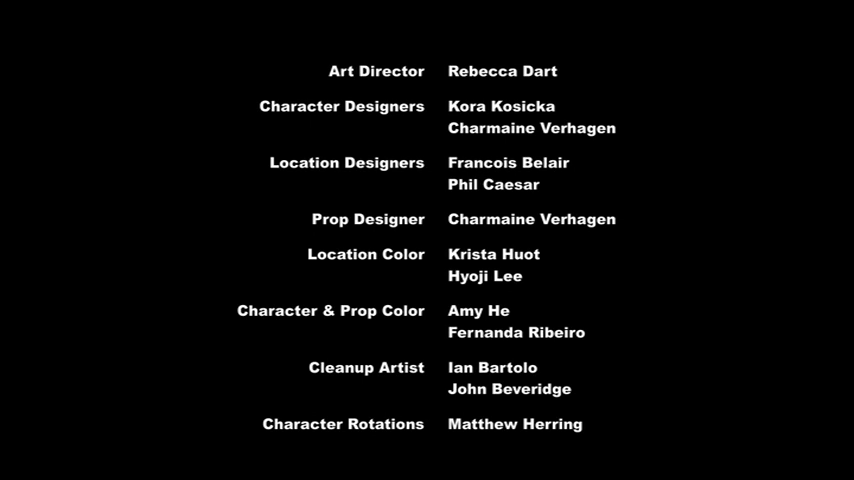 Art Director Rebecca Dart
Character Designers Kora Kosicka
Charmaine Verhagen
Location Designers Francois Belair
Phil Caesar
Prop Designer Charmaine Verhagen
Location Color Krista Huot
Hyoji Lee
Character & Prop Color Amy He
Fernanda Ribeiro
Cleanup Artist Ian Bartolo
John Beveridge
Character Rotations Matthew Herring